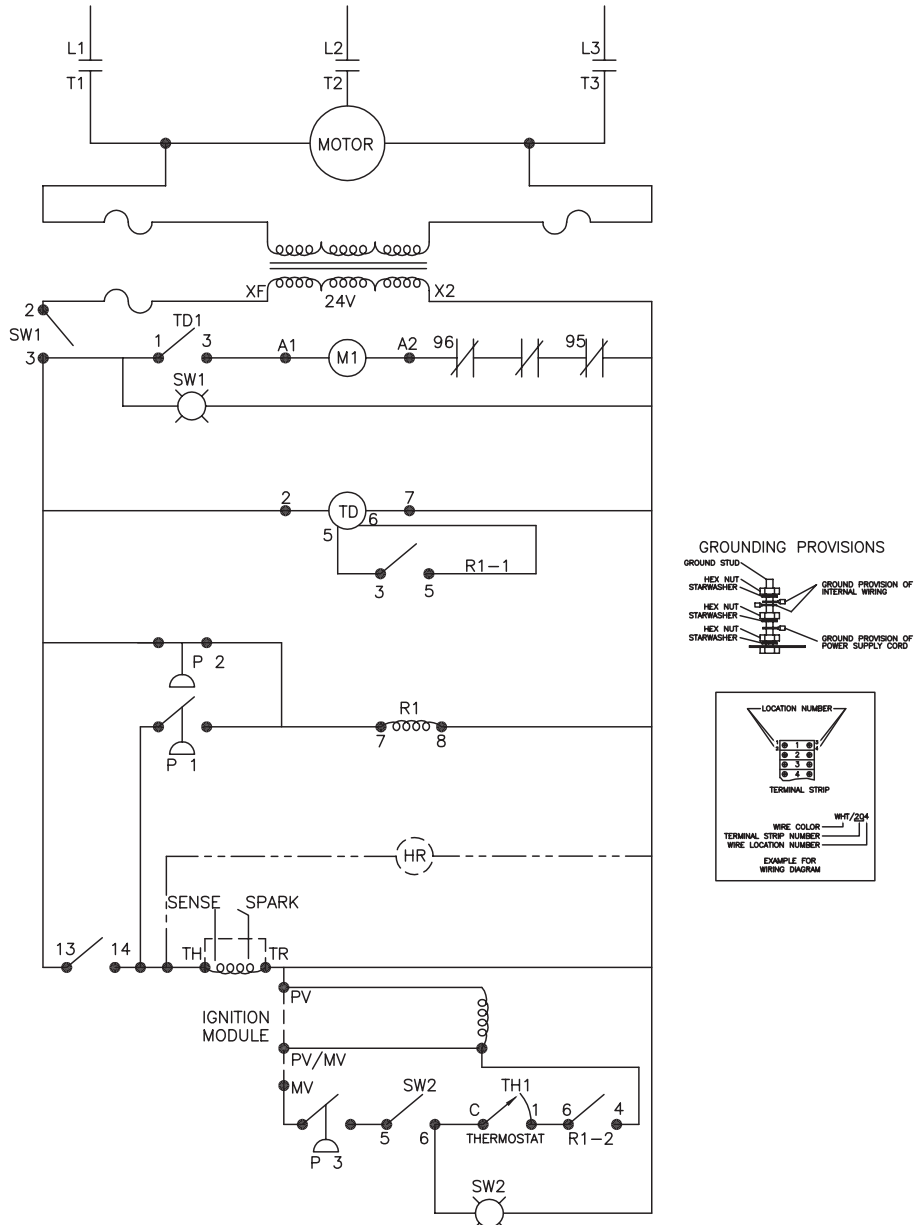 L1
L2
L3
T1
T2
T3
MOTOR
XF
24V
X2
2
SW1
3
TD1
1
3
A1
M1
A2
96
95
SW1
2
TD
7
5
6
3
5
R1-1
P 2
R1
7
8
P 1
HR
SENSE
SPARK
13
14
TH
TR
PV
IGNITION
MODULE
PV/MV
MV
SW2
TH1
5
6
C
1
6
4
THERMOSTAT
R1-2
P 3
SW2
GROUNDING PROVISIONS
GROUND STUD
HEX NUT
STARWASHER
HEX NUT
STARWASHER
HEX NUT
STARWASHER
GROUND PROVISION OF
INTERNAL WIRING
GROUND PROVISION OF
POWER SUPPLY CORD
LOCATION NUMBER
1
2
3
4
1
2
3
4
TERMINAL STRIP
WHT/204
WIRE COLOR
TERMINAL STRIP NUMBER
WIRE LOCATION NUMBER
EXAMPLE FOR
WIRING DIAGRAM